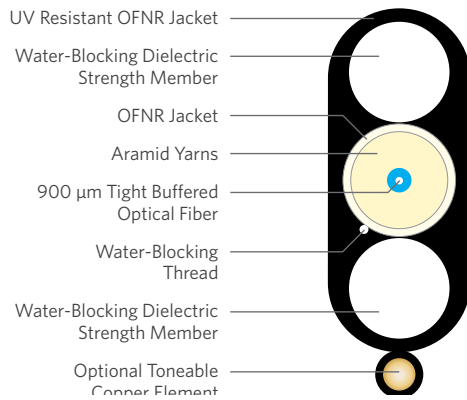 UV Resistant OFNR Jacket
Water-Blocking Dielectric
Strength Member
OFNR Jacket
Aramid Yarns
900 µm Tight Buffered
Optical Fiber
Water-Blocking
Thread
Water-Blocking Dielectric
Strength Member
Optional Toneable
Copper Element